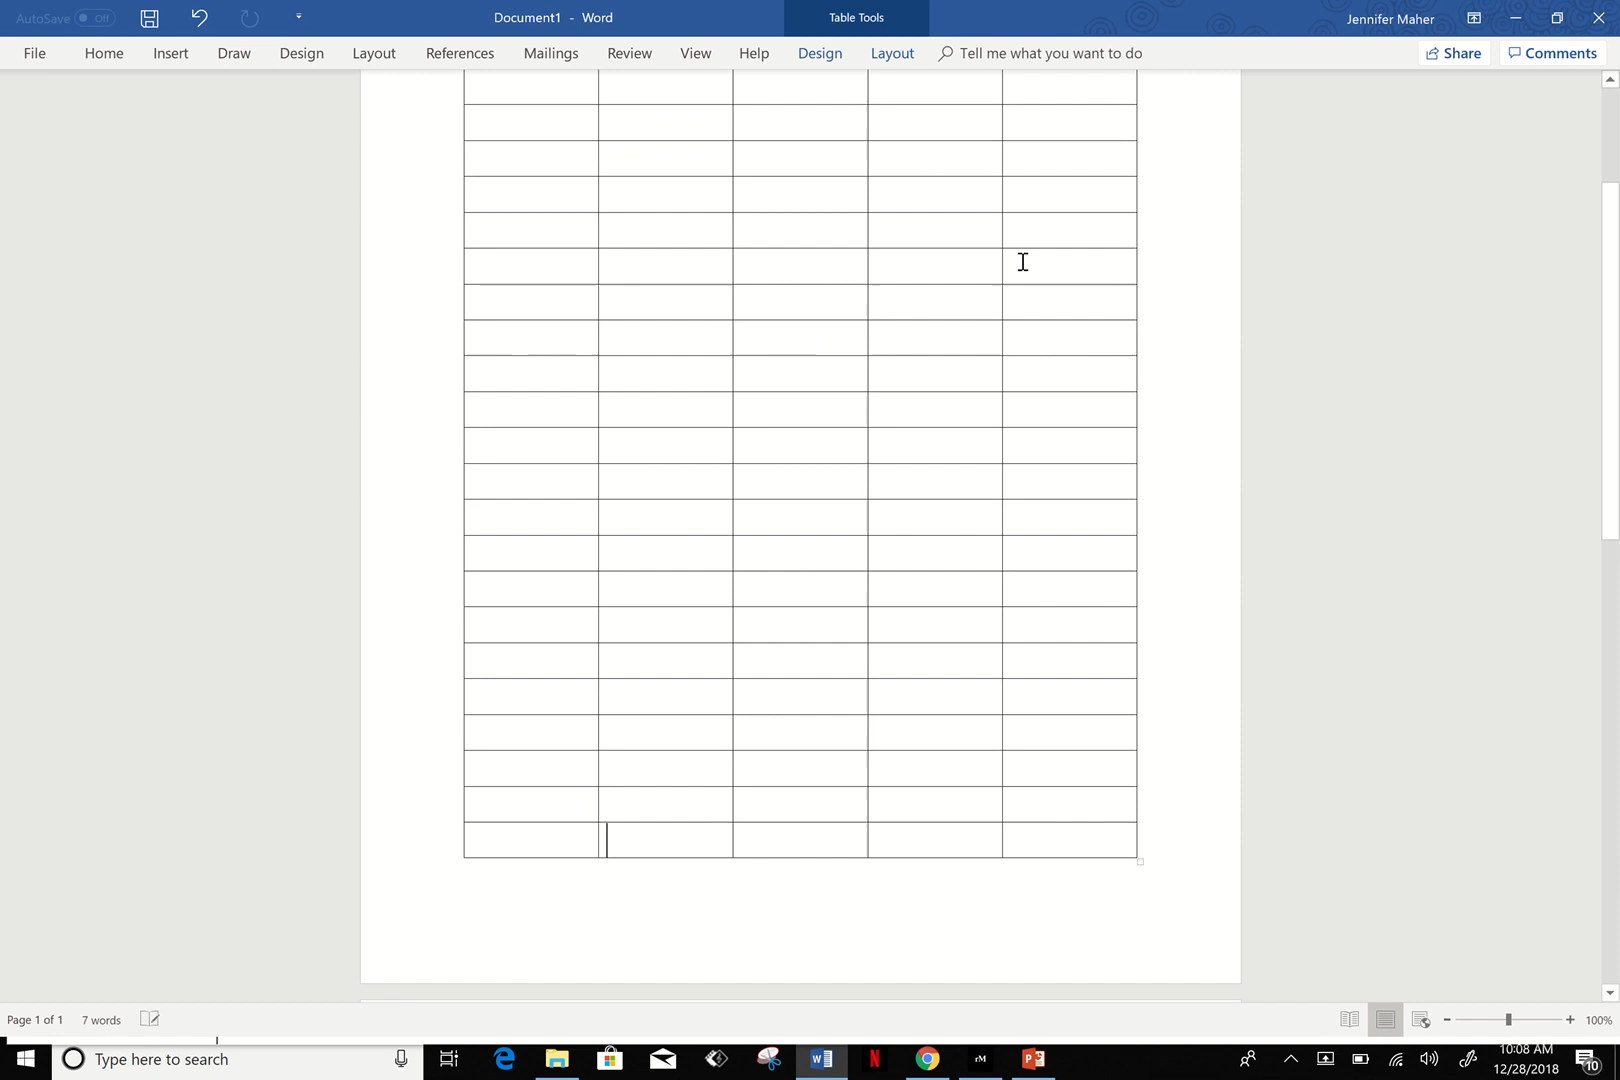 AutoSave Off Document1 - Word Table Tools Jennifer Maher
File Home Insert Draw Design Layout References Mailings Review View Help Design Layout Tell me what you want to do Share Comments
Page 1 of 1 7 words 100%
Type here to search rM 10:08 AM
12/28/2018 10